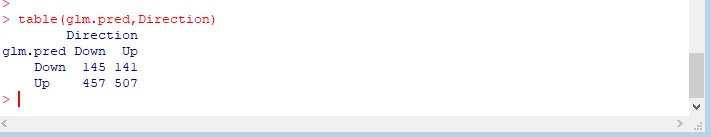 >
> table(glm.pred,Direction)
Direction
glm.pred Down Up
Down 145 141
Up 457 507
>